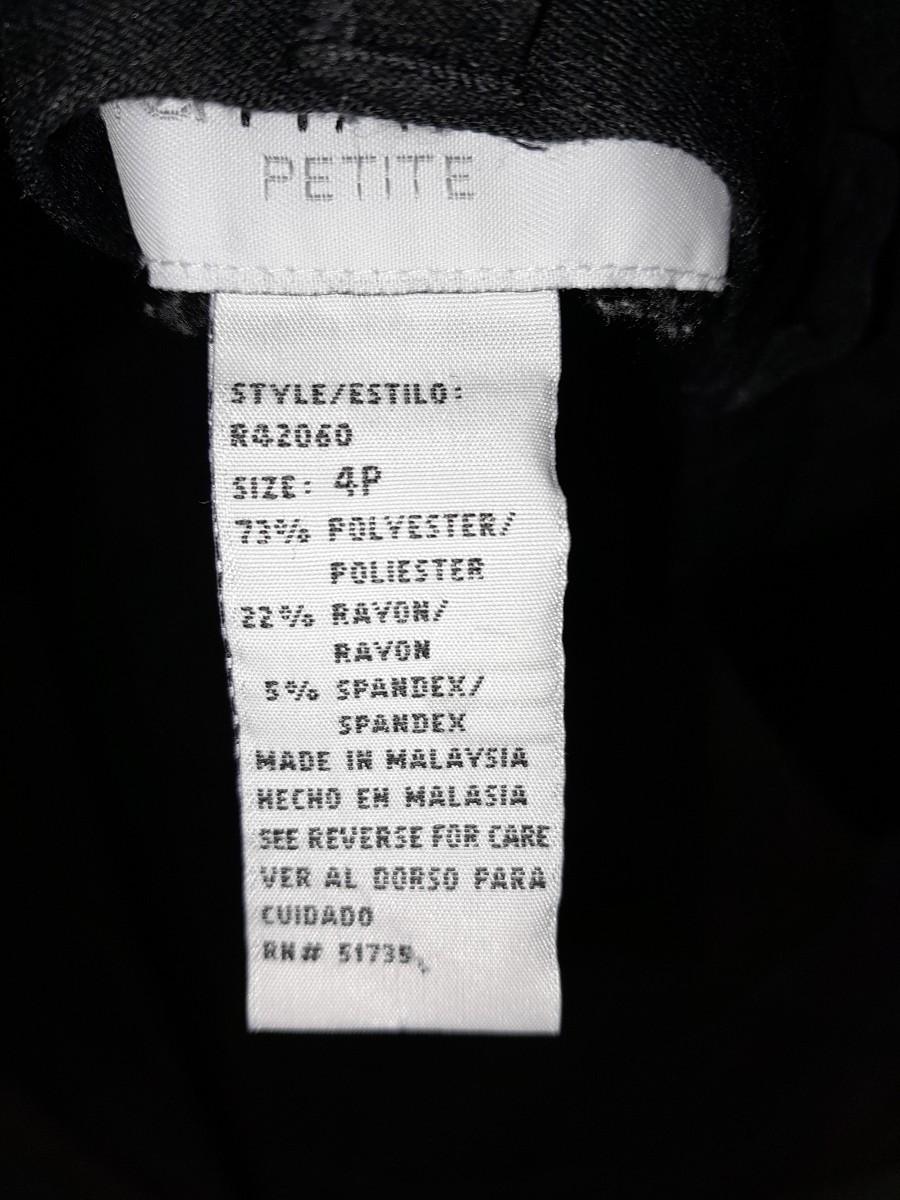 PETITE
STYLE/ESTILO:
R42060
SIZE: 4P
73% POLYESTER/
POLIESTER
22% RAYON/
RAYON
5% SPANDEX/
SPANDEX
MADE IN MALAYSIA
HECHO EN MALASIA
SEE REVERSE FOR CARE
VER AL DORSO PARA
CUIDADO
RN# 51735